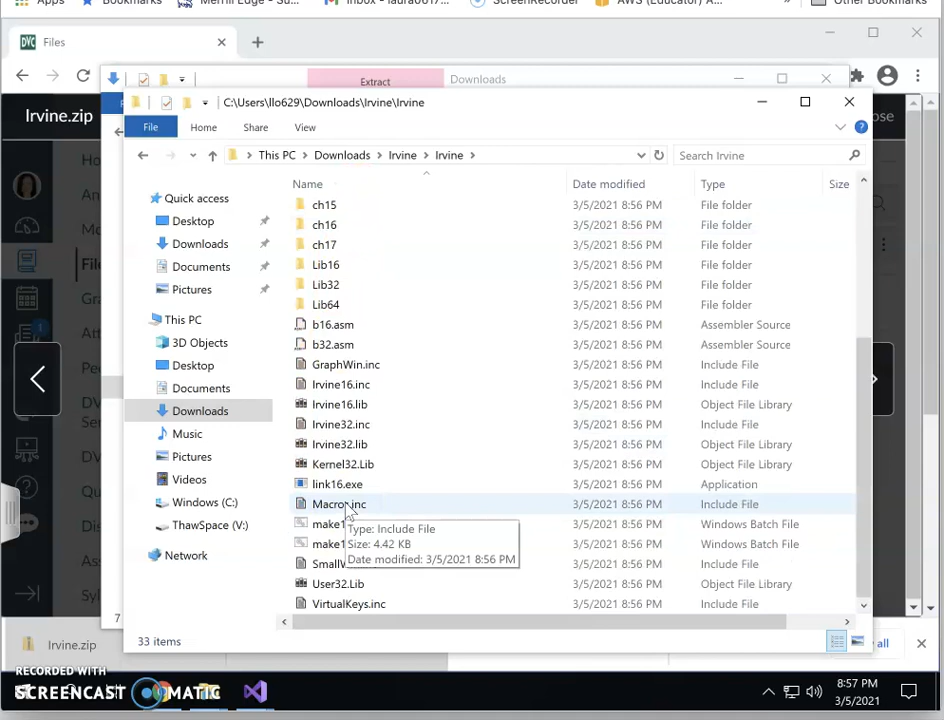 Apps Bookmarks Merrill Edge - Su... Inbox - laura061... ScreenRecorder AWS (Educator) A... » Other Bookmarks
DVC Files
Extract Downloads
Irvine.zip C:\Users\llo629\Downloads\Irvine\Irvine
File Home Share View
This PC Downloads Irvine Irvine Search Irvine
Name Date modified Type Size
Quick access
Desktop
Downloads
Documents
Pictures
This PC
3D Objects
Desktop
Documents
Downloads
Music
Pictures
Videos
Windows (C:)
ThawSpace (V:)
Network
ch15 3/5/2021 8:56 PM File folder
ch16 3/5/2021 8:56 PM File folder
ch17 3/5/2021 8:56 PM File folder
Lib16 3/5/2021 8:56 PM File folder
Lib32 3/5/2021 8:56 PM File folder
Lib64 3/5/2021 8:56 PM File folder
b16.asm 3/5/2021 8:56 PM Assembler Source
b32.asm 3/5/2021 8:56 PM Assembler Source
GraphWin.inc 3/5/2021 8:56 PM Include File
Irvine16.inc 3/5/2021 8:56 PM Include File
Irvine16.lib 3/5/2021 8:56 PM Object File Library
Irvine32.inc 3/5/2021 8:56 PM Include File
Irvine32.lib 3/5/2021 8:56 PM Object File Library
Kernel32.Lib 3/5/2021 8:56 PM Object File Library
link16.exe 3/5/2021 8:56 PM Application
Macros.inc 3/5/2021 8:56 PM Include File
make1 3/5/2021 8:56 PM Windows Batch File
make 3/5/2021 8:56 PM Windows Batch File
SmallW 3/5/2021 8:56 PM Include File
User32.Lib 3/5/2021 8:56 PM Object File Library
VirtualKeys.inc 3/5/2021 8:56 PM Include File
Type: Include File
Size: 4.42 KB
Date modified: 3/5/2021 8:56 PM
33 items
Irvine.zip all
RECORDED WITH
SCREENCAST MATIC
8:57 PM
3/5/2021